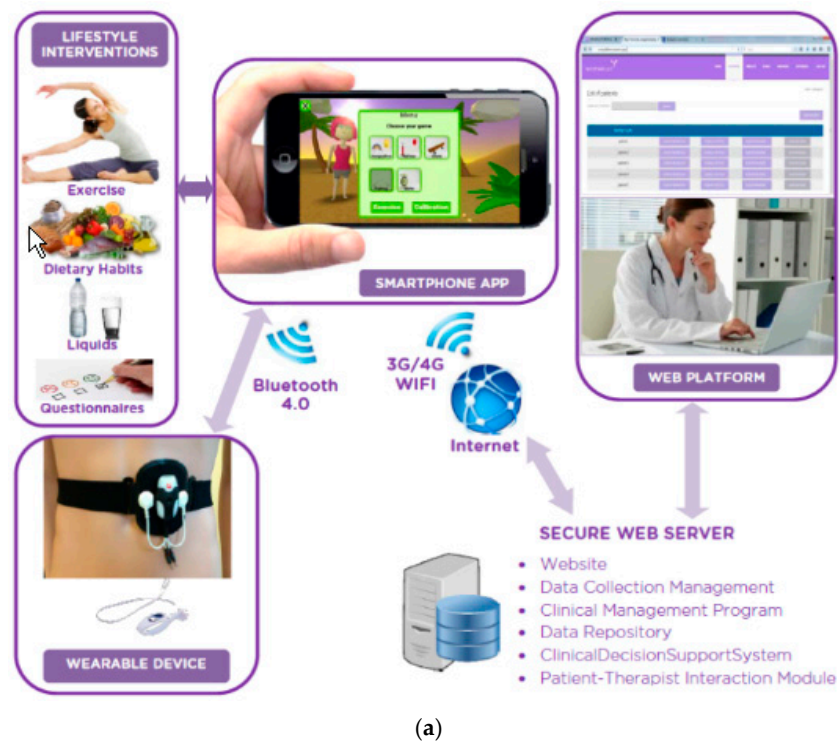 LIFESTYLE
INTERVENTIONS
Exercise
Dietary Habits
Liquids
Questionnaires
Menu
Choose your game
Exercise
Calibration
SMARTPHONE APP
WEB PLATFORM
Bluetooth
4.0
3G/4G
WIFI
Internet
WEARABLE DEVICE
SECURE WEB SERVER
• Website
• Data Collection Management
• Clinical Management Program
• Data Repository
• ClinicalDecisionSupportSystem
• Patient-Therapist Interaction Module
(a)